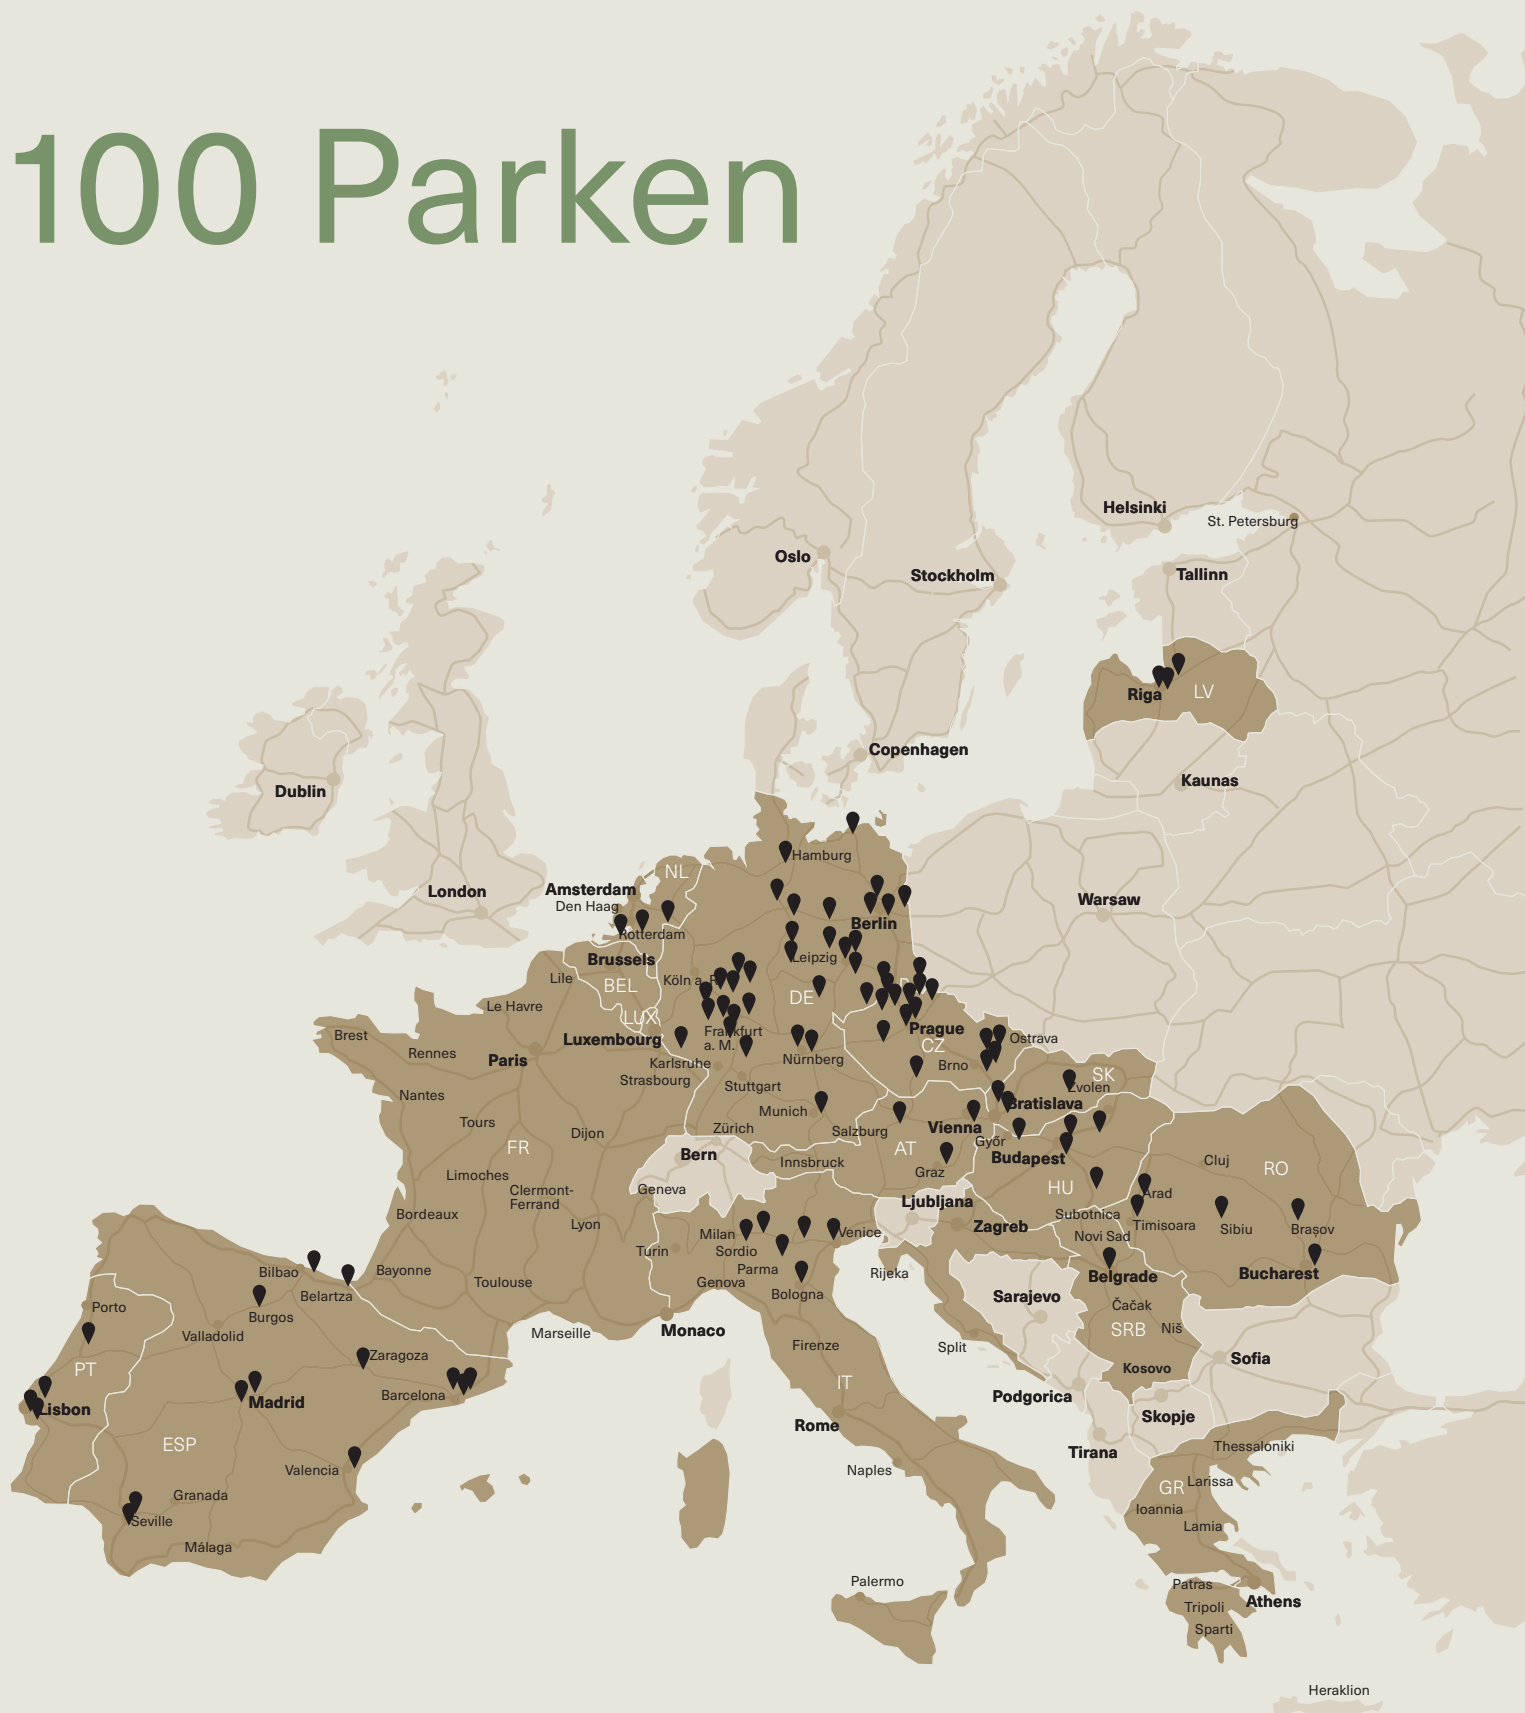 100 Parken
Helsinki
St. Petersburg
Oslo
Stockholm
Tallinn
Riga
LV
Copenhagen
Kaunas
Dublin
Hamburg
NL
Amsterdam
London
Den Haag
Warsaw
Berlin
Rotterdam
Brussels
Leipzig
Lile
Köln a.
BEL
DE
Le Havre
LUX
Prague
Brest
Frankfurt
a. M.
Luxembourg
Ostrava
CZ
Rennes
Paris
Nürnberg
Karlsruhe
Brno
SK
Strasbourg
Stuttgart
Zvolen
Nantes
Bratislava
Munich
Tours
Zürich
Vienna
Salzburg
Dijon
Győr
FR
Bern
AT
Budapest
Innsbruck
Cluj
RO
Limoches
Graz
Geneva
HU
Clermont-
Ferrand
Arad
Ljubljana
Bordeaux
Subotnica
Lyon
Zagreb
Timisoara
Sibiu
Brașov
Milan
Venice
Novi Sad
Turin
Sordio
Bilbao
Bayonne
Parma
Rijeka
Belgrade
Bucharest
Toulouse
Genova
Belartza
Bologna
Sarajevo
Porto
Čačak
Burgos
Valladolid
Marseille
Monaco
SRB
Niš
Firenze
Split
Zaragoza
Sofia
PT
Kosovo
IT
Barcelona
Podgorica
Madrid
Lisbon
Skopje
Rome
ESP
Thessaloniki
Tirana
Valencia
Naples
Larissa
GR
Granada
Ioannia
Seville
Lamia
Málaga
Palermo
Patras
Athens
Tripoli
Sparti
Heraklion